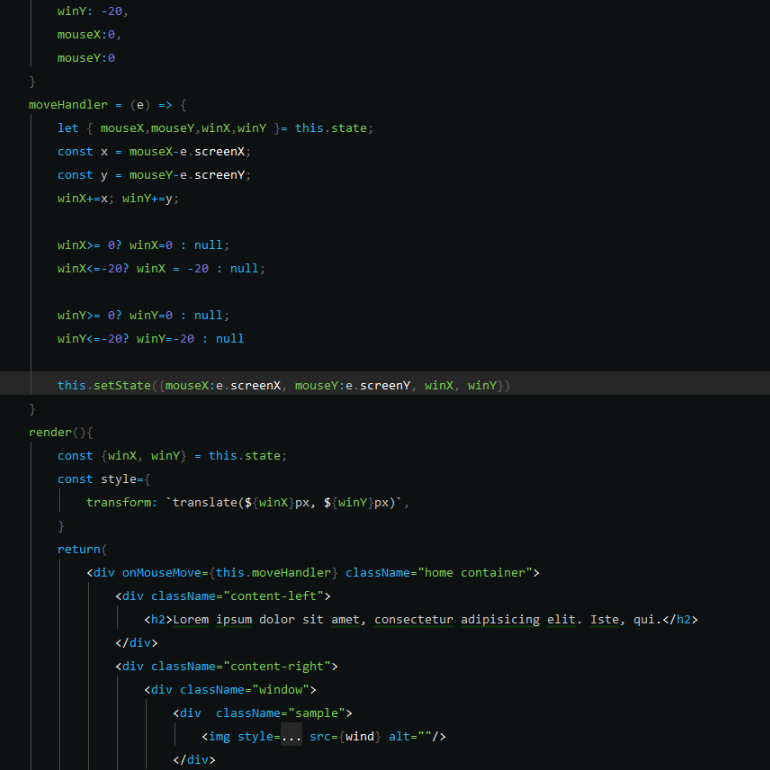 winY: -20,
mouseX:0,
mouseY:0
}
moveHandler = (e) => {
let { mouseX,mouseY,winX,winY }= this.state;
const x = mouseX-e.screenX;
const y = mouseY-e.screenY;
winX+=x; winY+=y;
winX>= 0? winX=0 : null;
winX<=-20? winX = -20 : null;
winY>= 0? winY=0 : null;
winY<=-20? winY=-20 : null
this.setState({mouseX:e.screenX, mouseY:e.screenY, winX, winY})
}
render(){
const {winX, winY} = this.state;
const style={
transform: `translate(${winX}px, ${winY}px)`,
}
return(
<div onMouseMove={this.moveHandler} className="home container">
<div className="content-left">
<h2>Lorem ipsum dolor sit amet, consectetur adipisicing elit. Iste, qui.</h2>
</div>
<div className="content-right">
<div className="window">
<div  className="sample">
<img style=... src={wind} alt=""/>
</div>